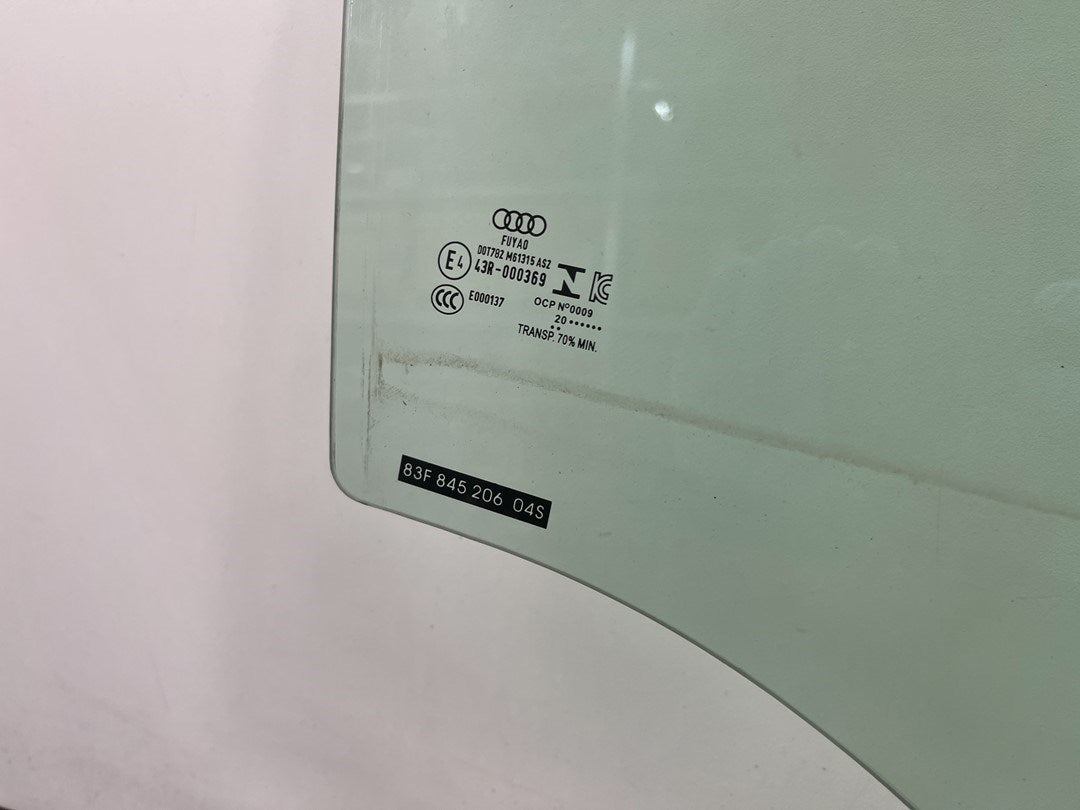 FUYAO
DOT782 M61315 AS2
E4 43R-000369
CCC E000137
OCP Nº0009
20••••••
••
TRANSP. 70% MIN.
83F 845 206 04S